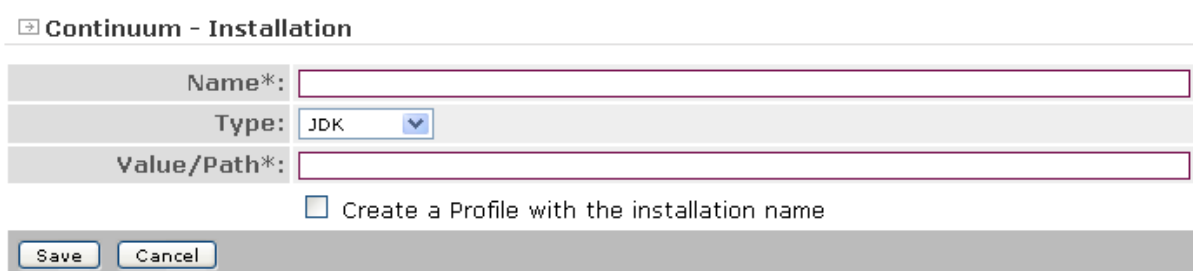 Continuum - Installation
Name*:
Type: JDK
Value/Path*:
Create a Profile with the installation name
Save Cancel